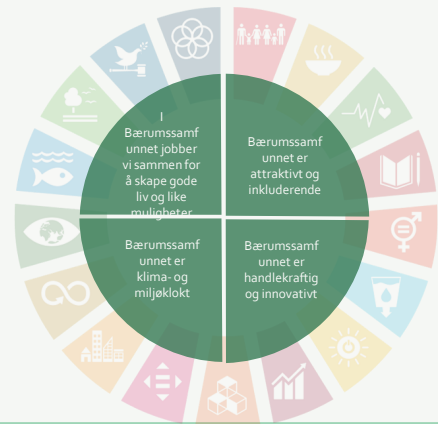 I
Bærumssamf
unnet jobber
vi sammen for
å skape gode
liv og like
muligheter
Bærumssamf
unnet er
attraktivt og
inkluderende
Bærumssamf
unnet er
klima- og
miljøklokt
Bærumssamf
unnet er
handlekraftig
og innovativt